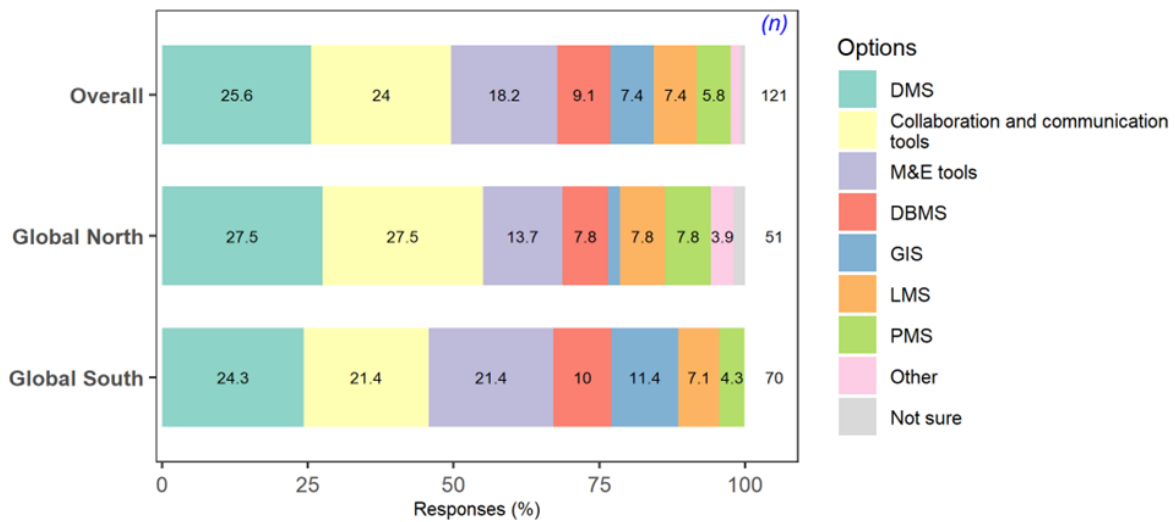 (n)
Overall 25.6 24 18.2 9.1 7.4 7.4 5.8 121
Global North 27.5 27.5 13.7 7.8 7.8 7.8 3.9 51
Global South 24.3 21.4 21.4 10 11.4 7.1 4.3 70
0 25 50 75 100
Responses (%)
Options
DMS
Collaboration and communication
tools
M&E tools
DBMS
GIS
LMS
PMS
Other
Not sure